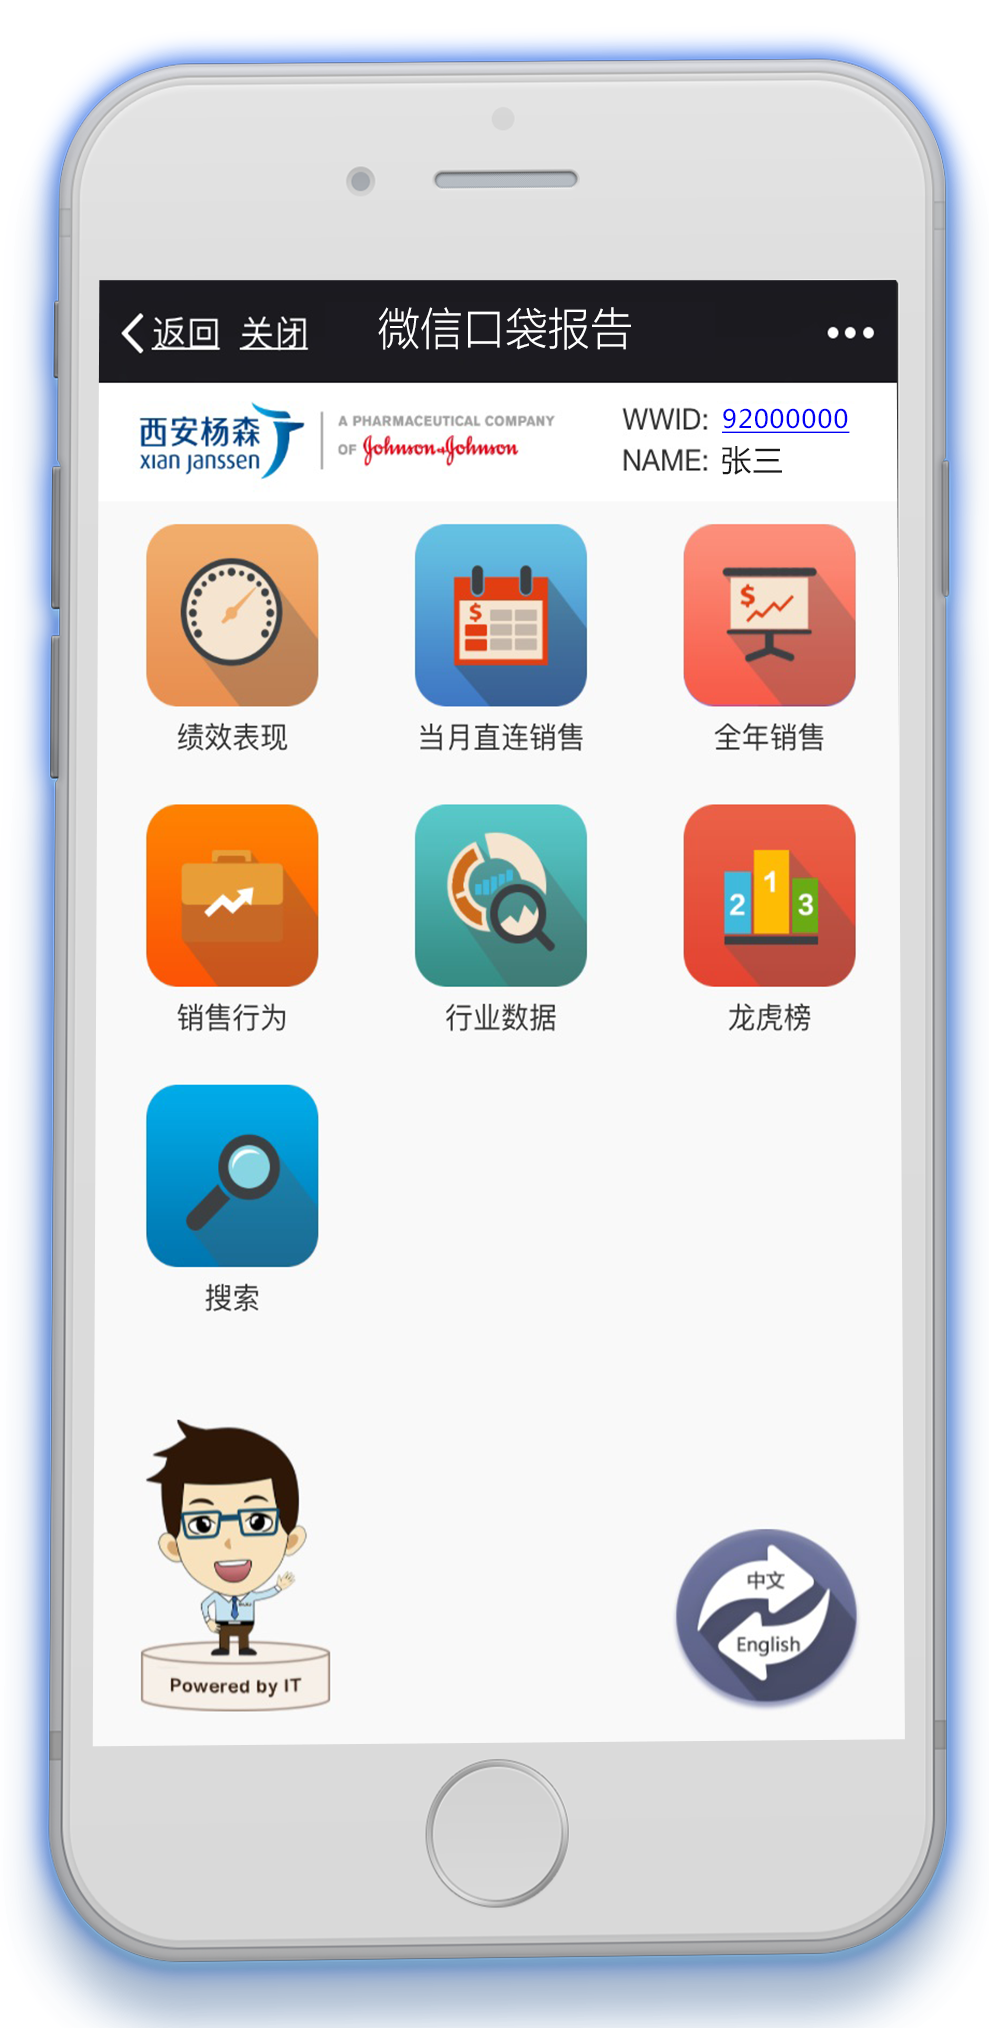 返回 关闭 微信口袋报告
西安杨森
xian janssen
A PHARMACEUTICAL COMPANY
OF Johnson & Johnson
WWID: 92000000
NAME: 张三
$
$
绩效表现 当月直连销售 全年销售
2 1 3
销售行为 行业数据 龙虎榜
搜索
中文
English
Powered by IT